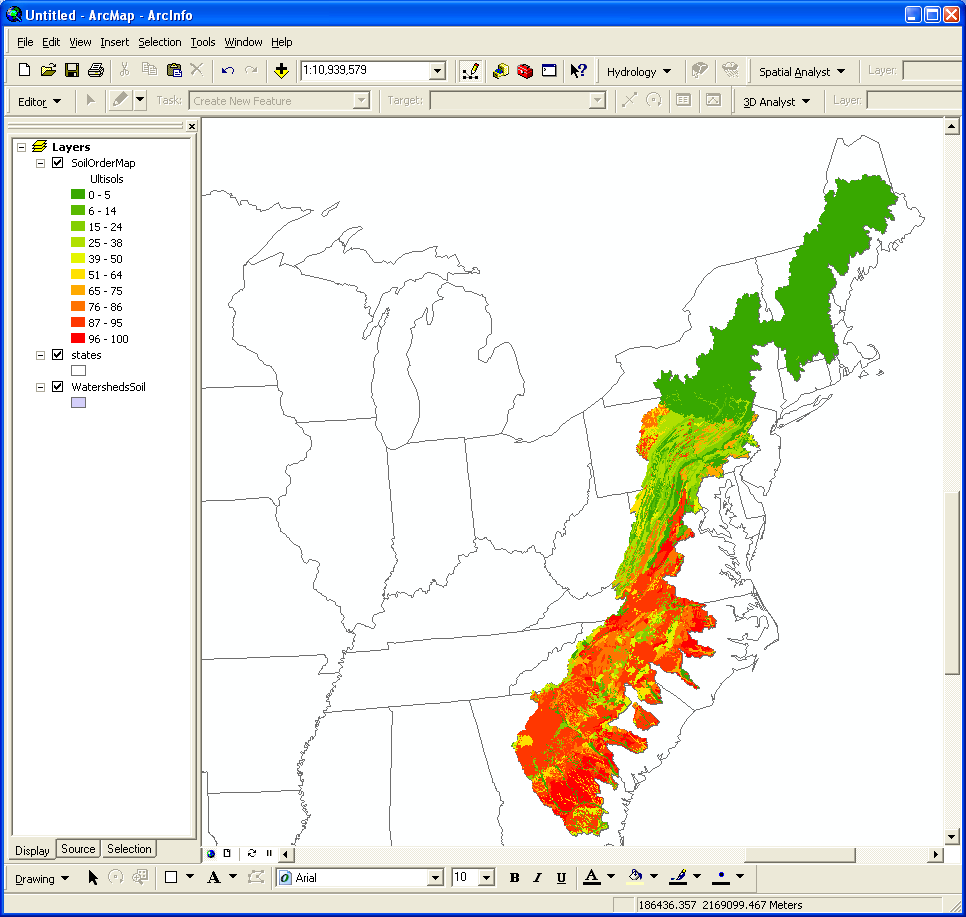 Untitled - ArcMap - ArcInfo
File Edit View Insert Selection Tools Window Help
1:10,939,579 Hydrology Spatial Analyst Layer:
Editor Task: Create New Feature Target: 3D Analyst Layer:
Layers
SoilOrderMap
Ultisols
0 - 5
6 - 14
15 - 24
25 - 38
39 - 50
51 - 64
65 - 75
76 - 86
87 - 95
96 - 100
states
WatershedsSoil
Display Source Selection
Drawing A Arial 10 B I U A
186436.357 2169099.467 Meters